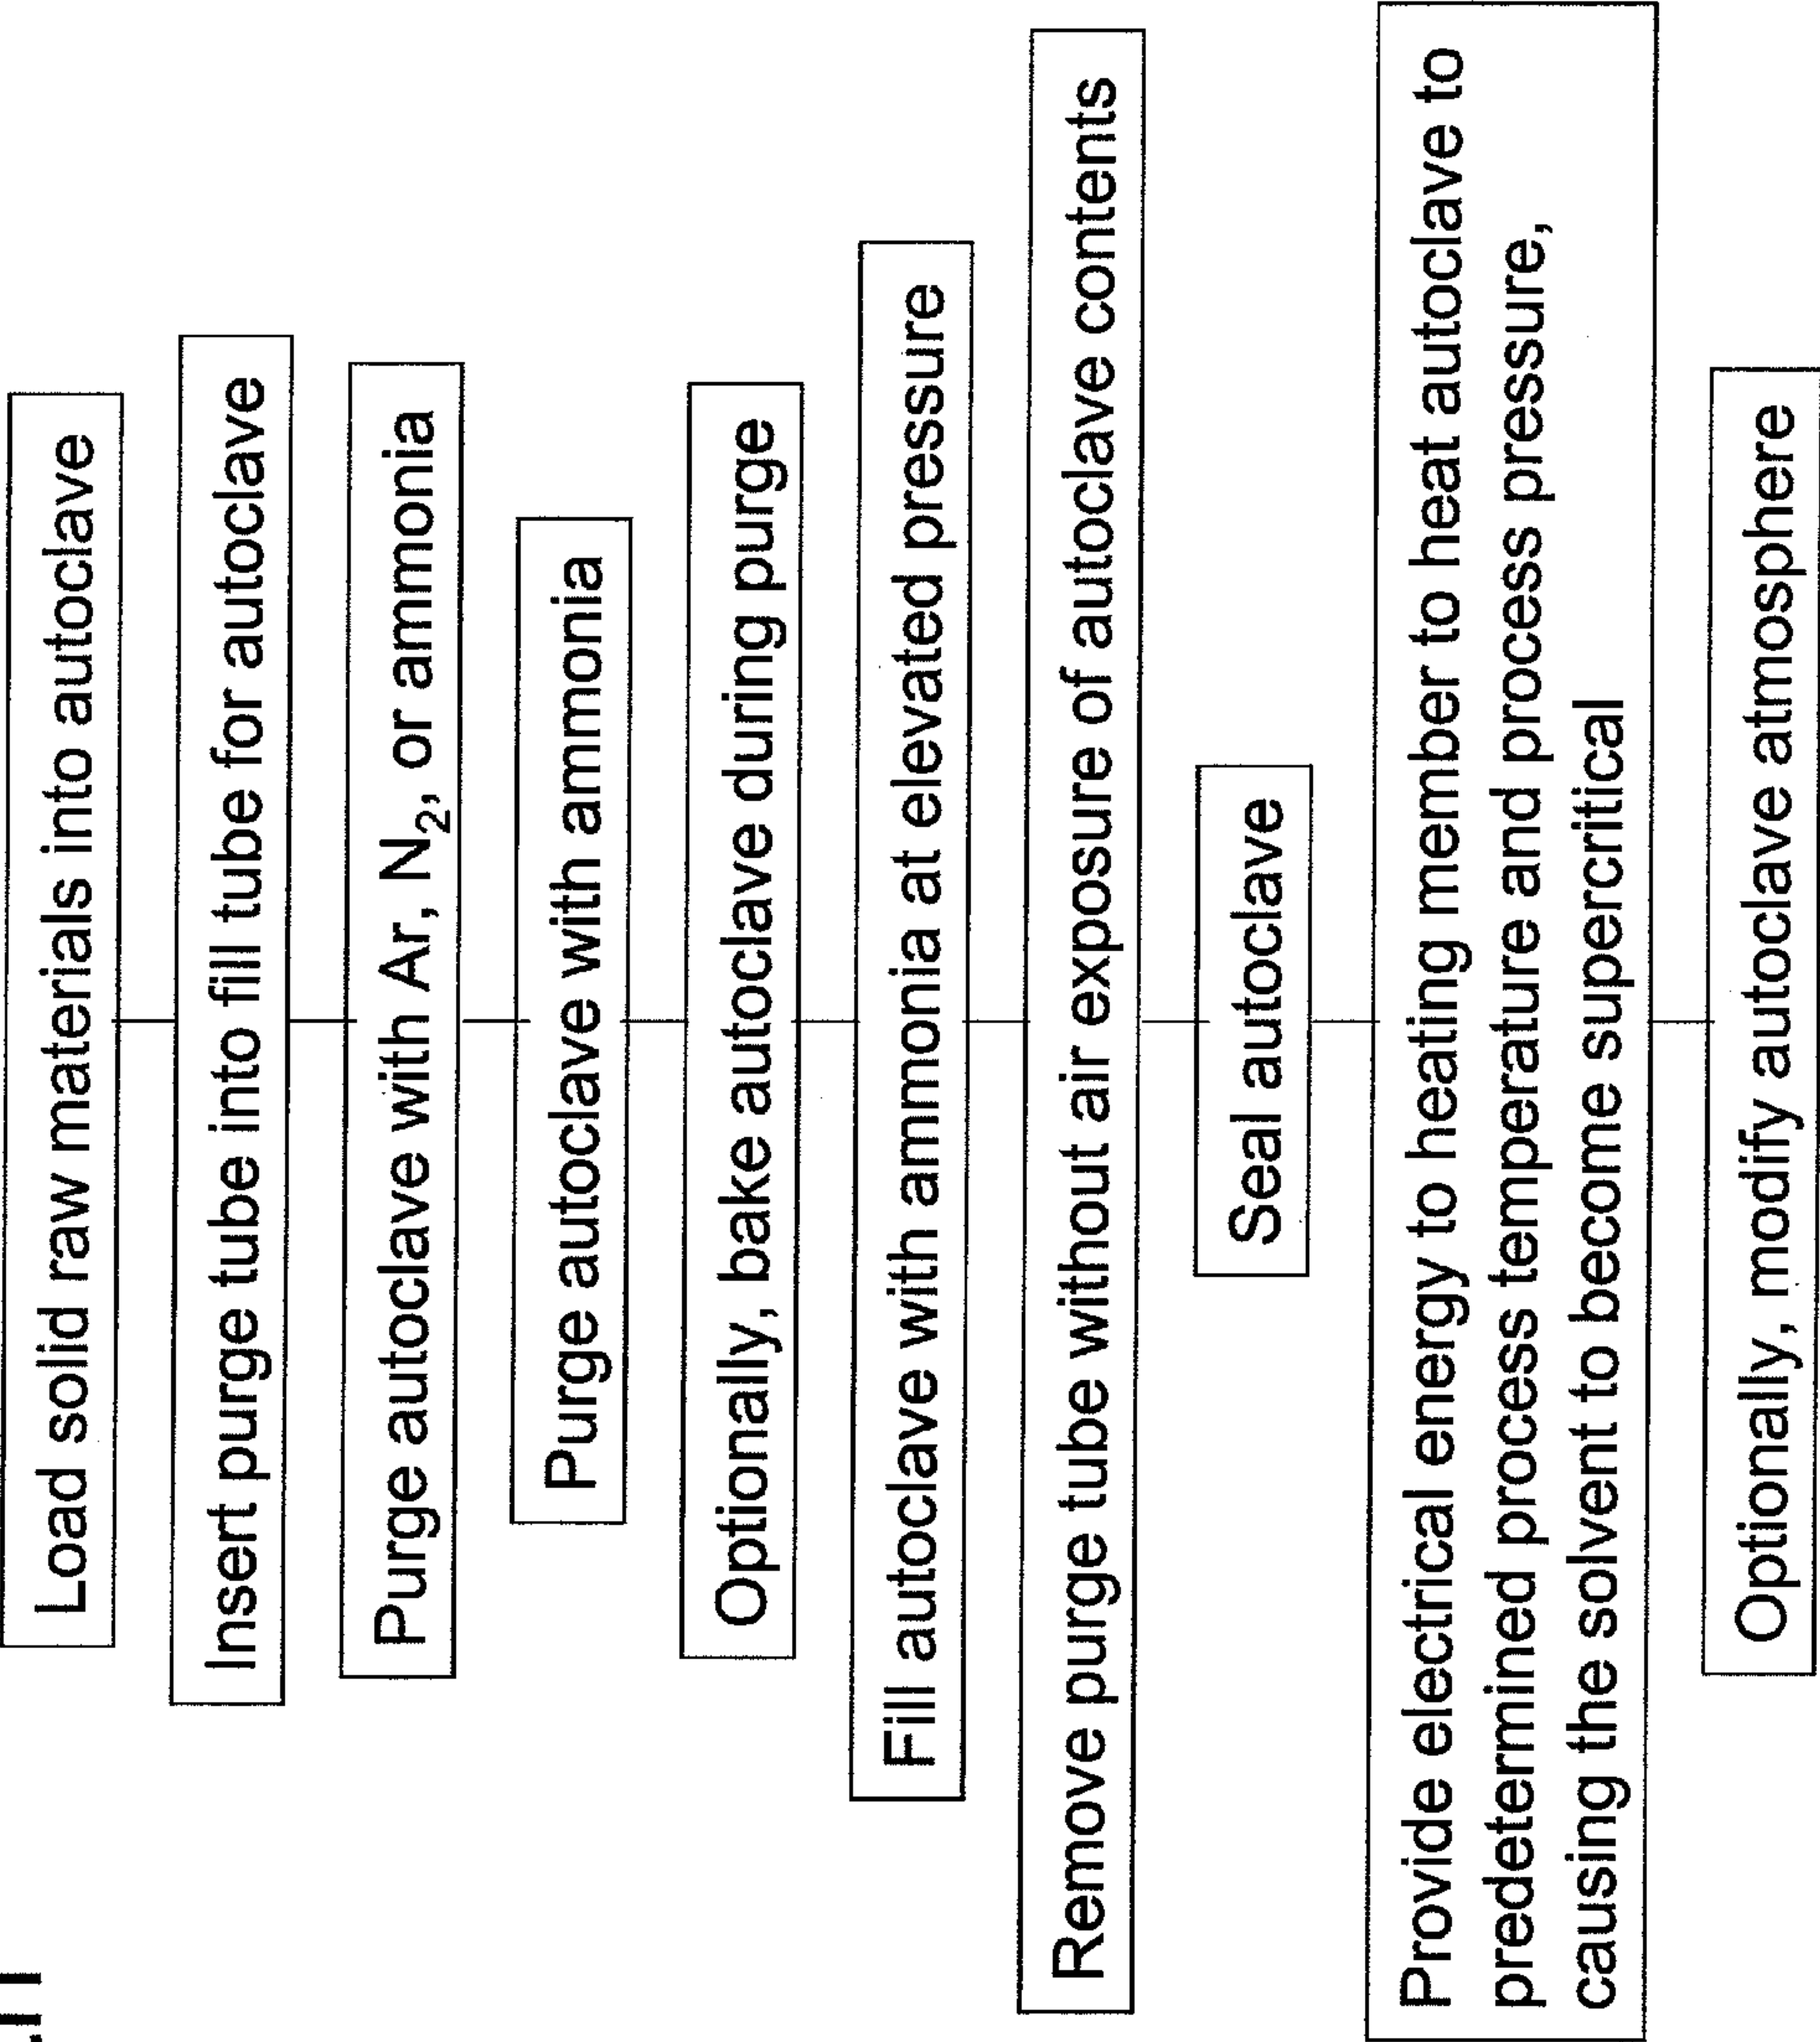 Load solid raw materials into autoclave
Insert purge tube into fill tube for autoclave
Purge autoclave with Ar, N₂, or ammonia
Purge autoclave with ammonia
Optionally, bake autoclave during purge
Fill autoclave with ammonia at elevated pressure
Remove purge tube without air exposure of autoclave contents
Seal autoclave
Provide electrical energy to heating member to heat autoclave to
predetermined process temperature and process pressure,
causing the solvent to become supercritical
Optionally, modify autoclave atmosphere